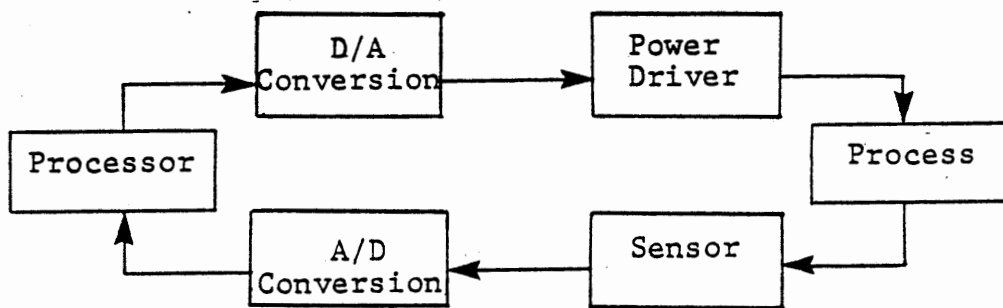 D/A
Conversion
Power
Driver
Processor
Process
A/D
Conversion
Sensor